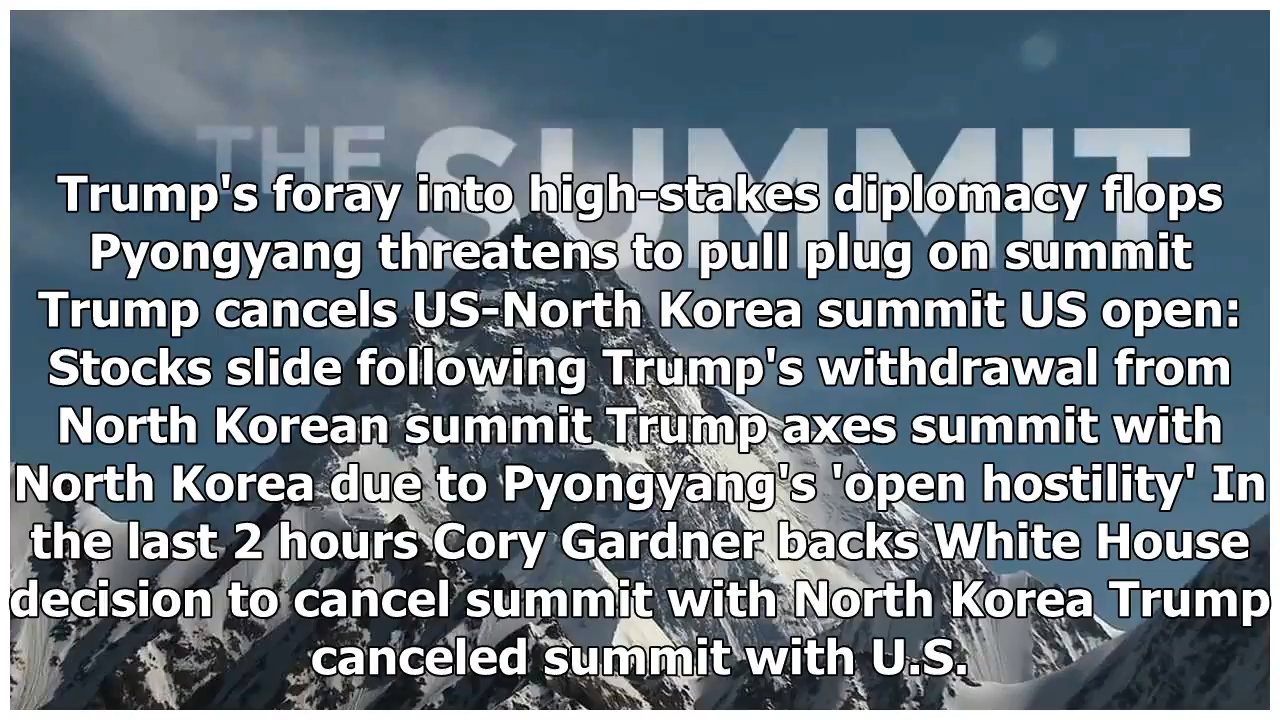 THE SUMMIT
Trump's foray into high-stakes diplomacy flops
Pyongyang threatens to pull plug on summit
Trump cancels US-North Korea summit US open:
Stocks slide following Trump's withdrawal from
North Korean summit Trump axes summit with
North Korea due to Pyongyang's 'open hostility' In
the last 2 hours Cory Gardner backs White House
decision to cancel summit with North Korea Trump
canceled summit with U.S.